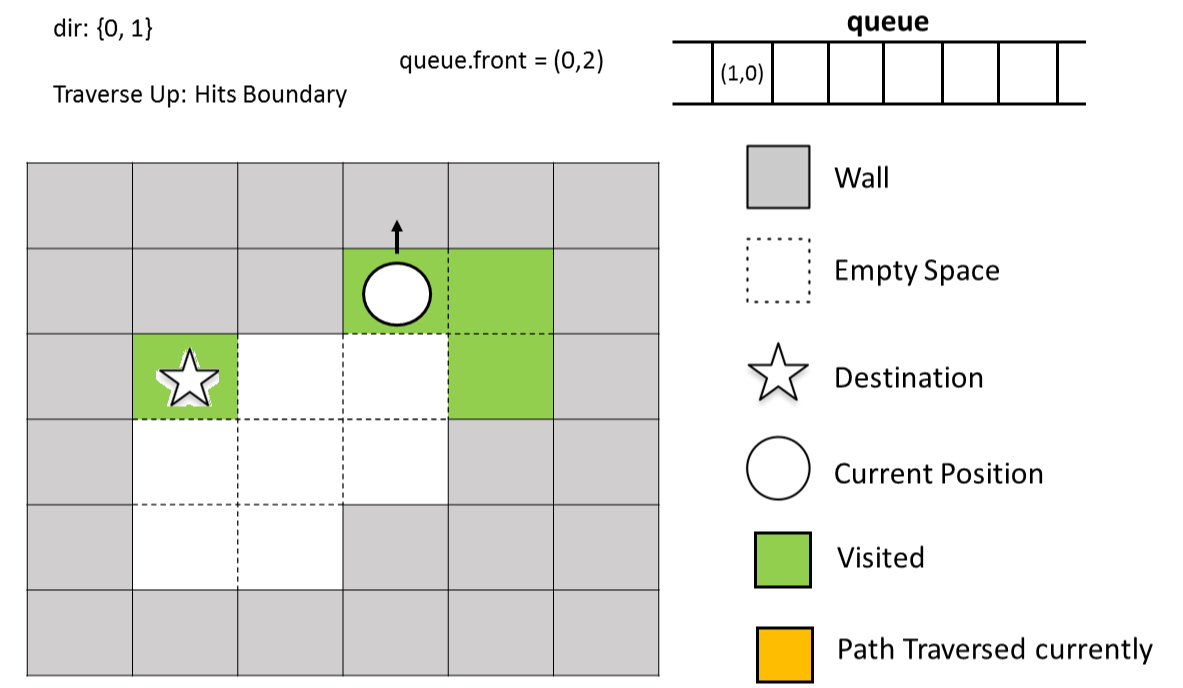 dir: {0, 1}
queue
queue.front = (0,2)
(1,0)
Traverse Up: Hits Boundary
Wall
Empty Space
Destination
Current Position
Visited
Path Traversed currently